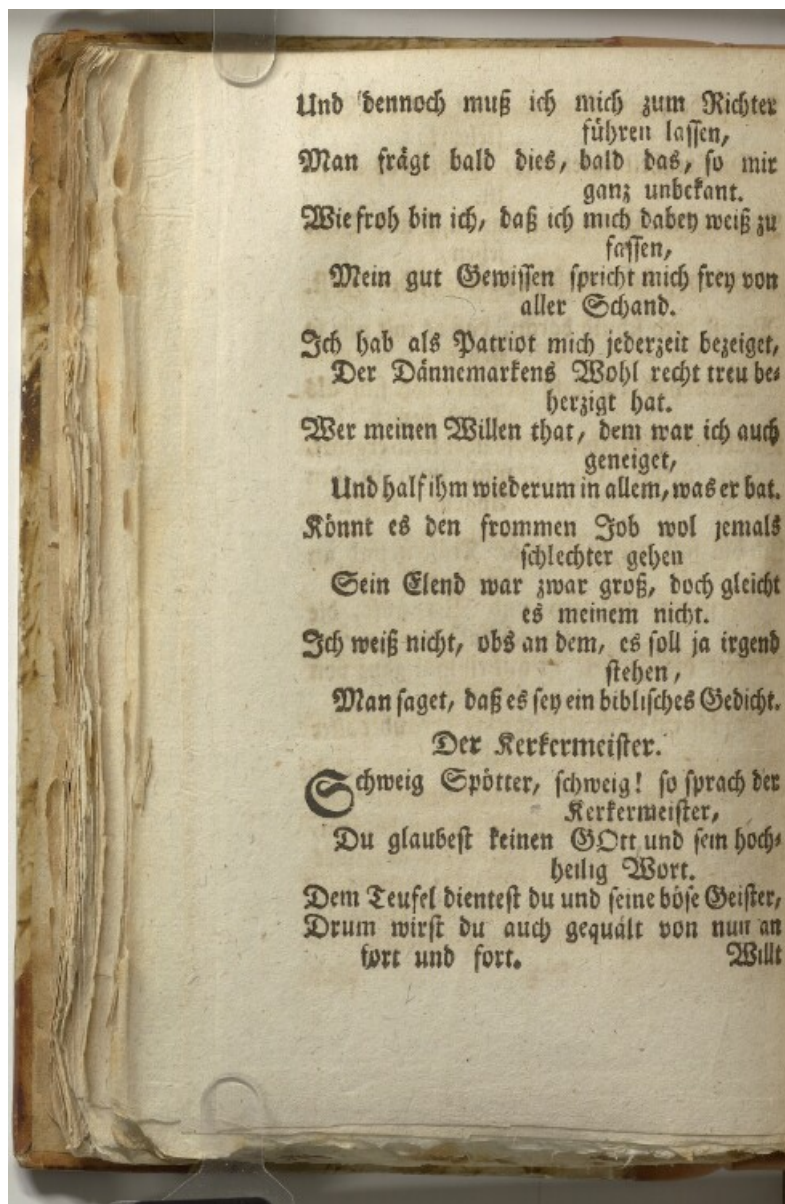 Und dennoch muß ich mich zum Richter
führen lassen,
Man frägt bald dies, bald das, so mir
ganz unbekant.
Wie froh bin ich, daß ich mich dabey weiß zu
fassen,
Mein gut Gewissen spricht mich frey von
aller Schand.
Ich hab als Patriot mich jederzeit bezeiget,
Der Dännemarkens Wohl recht treu be-
herzigt hat.
Wer meinen Willen that, dem war ich auch
geneiget,
Und half ihm wiederum in allem, was er bat.
Könnt es den frommen Job wol jemals
schlechter gehen
Sein Elend war zwar groß, doch gleicht
es meinem nicht.
Ich weiß nicht, obs an dem, es soll ja irgend
stehen,
Man saget, daß es sey ein biblisches Gedicht.
Der Kerkermeister.
Schweig Spötter, schweig! so sprach der
Kerkermeister,
Du glaubest keinen GOtt und sein hoch-
heilig Wort.
Dem Teufel dientest du und seine böse Geister,
Drum wirst du auch gequält von nun an
fort und fort. Willt